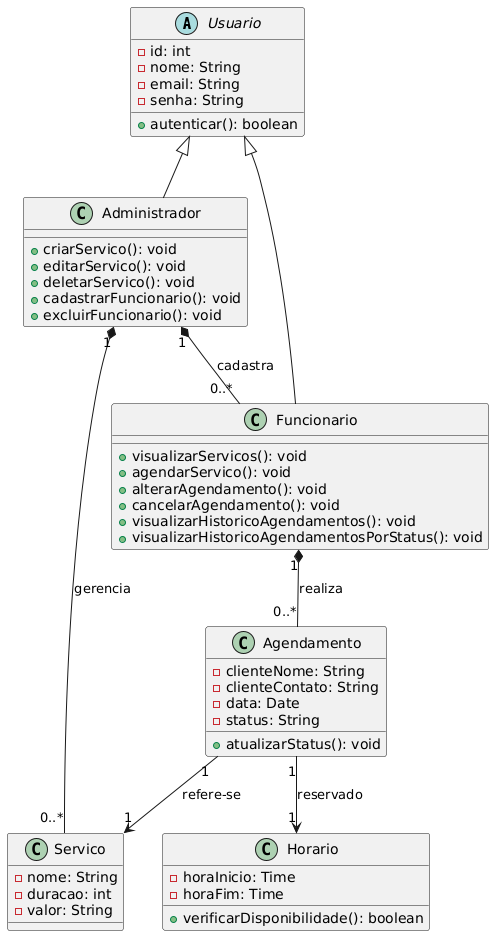 A Usuario
id: int
nome: String
email: String
senha: String
autenticar(): boolean
C Administrador
criarServico(): void
editarServico(): void
deletarServico(): void
cadastrarFuncionario(): void
excluirFuncionario(): void
1
1
cadastra
0..*
C Funcionario
visualizarServicos(): void
agendarServico(): void
alterarAgendamento(): void
cancelarAgendamento(): void
visualizarHistoricoAgendamentos(): void
visualizarHistoricoAgendamentosPorStatus(): void
1
gerencia
realiza
0..*
C Agendamento
clienteNome: String
clienteContato: String
data: Date
status: String
atualizarStatus(): void
1
1
refere-se
reservado
0..*
1
1
C Servico
nome: String
duracao: int
valor: String
C Horario
horaInicio: Time
horaFim: Time
verificarDisponibilidade(): boolean